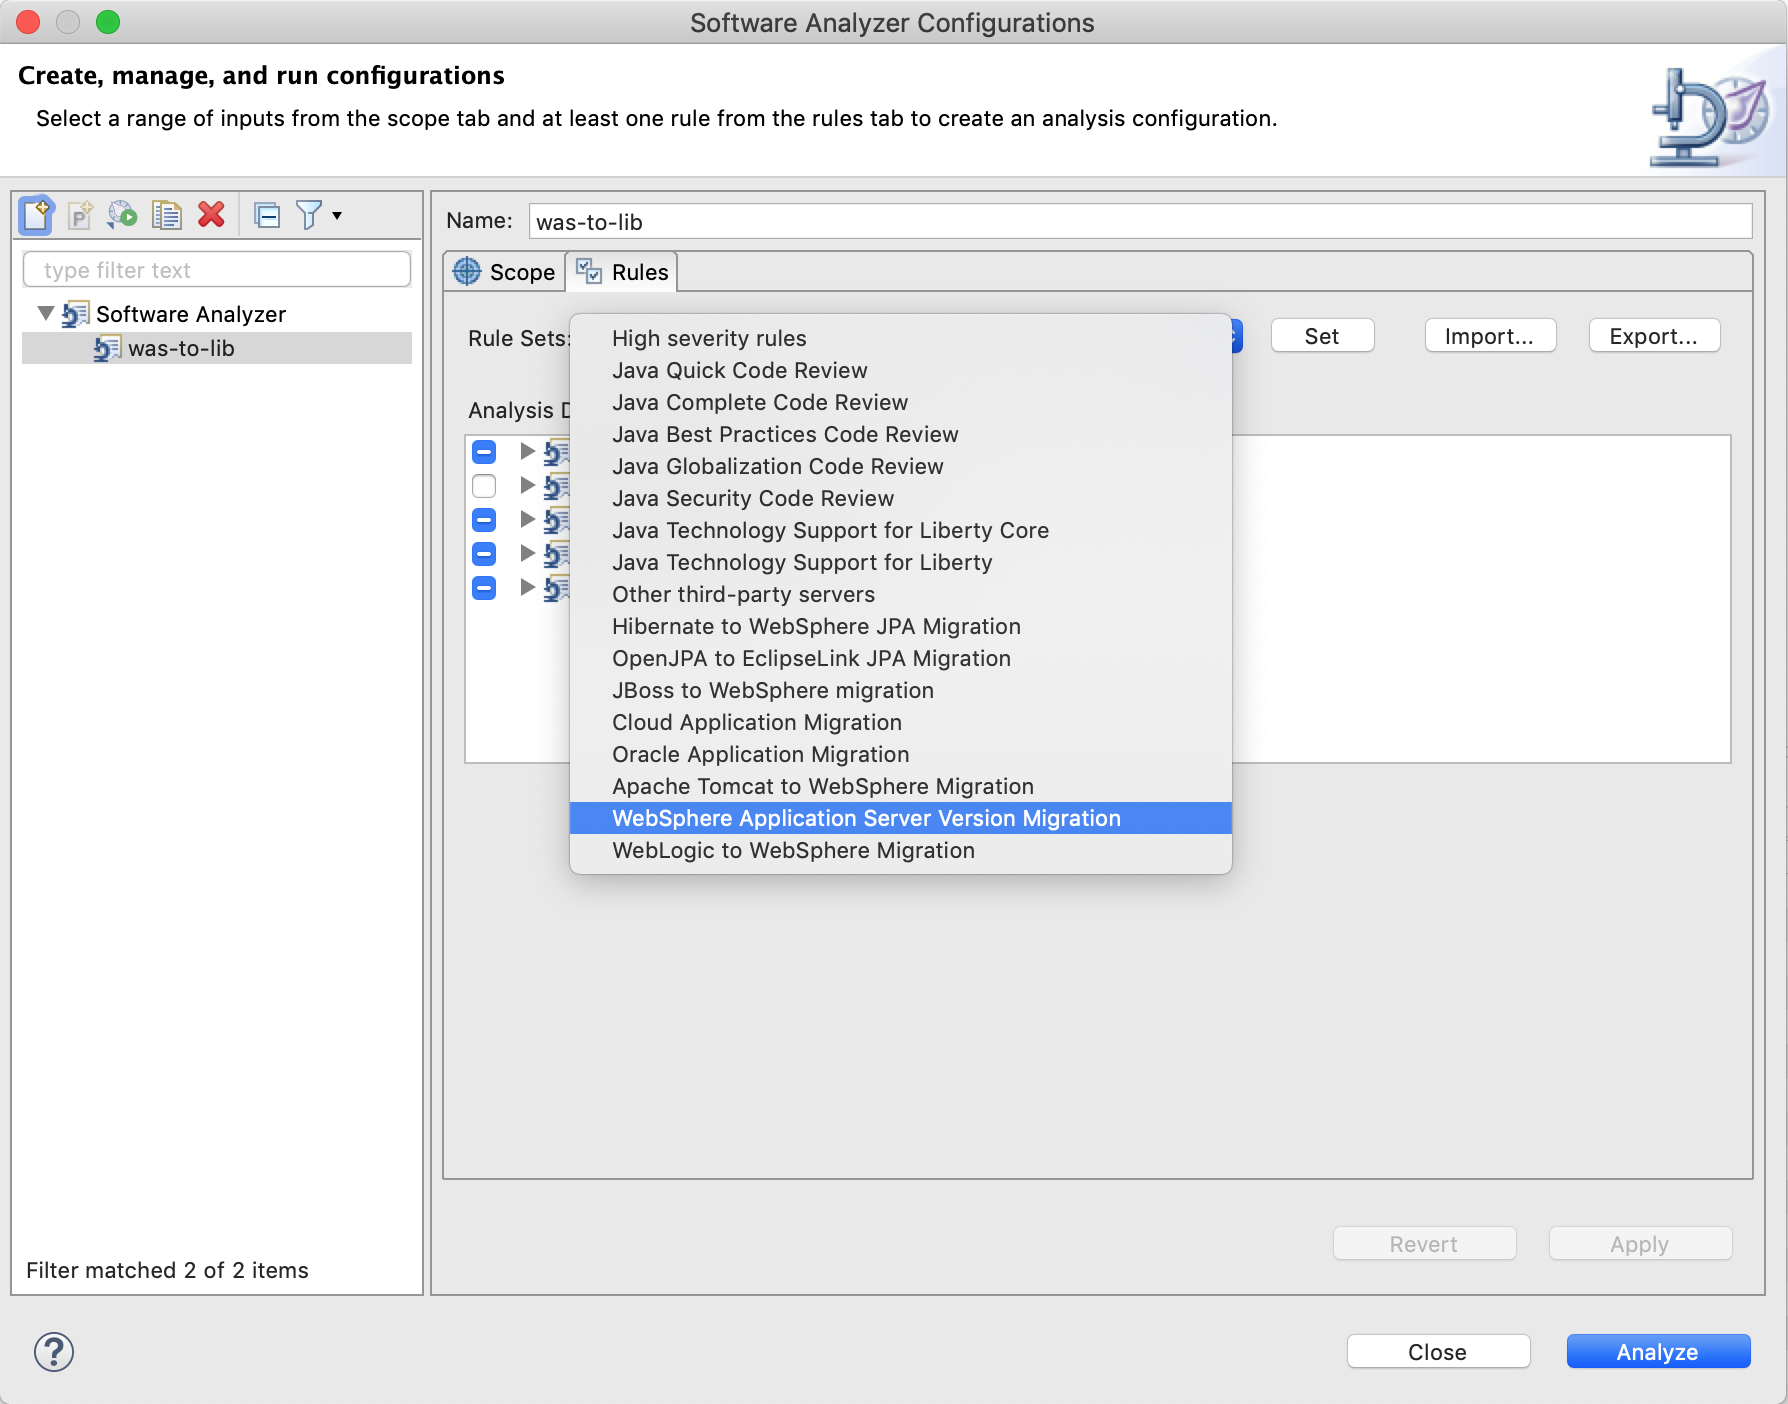 Software Analyzer Configurations
Create, manage, and run configurations
Select a range of inputs from the scope tab and at least one rule from the rules tab to create an analysis configuration.
type filter text
Software Analyzer
was-to-lib
Filter matched 2 of 2 items
Name: was-to-lib
Scope Rules
Rule Sets: Set Import... Export...
Analysis D
High severity rules
Java Quick Code Review
Java Complete Code Review
Java Best Practices Code Review
Java Globalization Code Review
Java Security Code Review
Java Technology Support for Liberty Core
Java Technology Support for Liberty
Other third-party servers
Hibernate to WebSphere JPA Migration
OpenJPA to EclipseLink JPA Migration
JBoss to WebSphere migration
Cloud Application Migration
Oracle Application Migration
Apache Tomcat to WebSphere Migration
WebSphere Application Server Version Migration
WebLogic to WebSphere Migration
Revert Apply
? Close Analyze